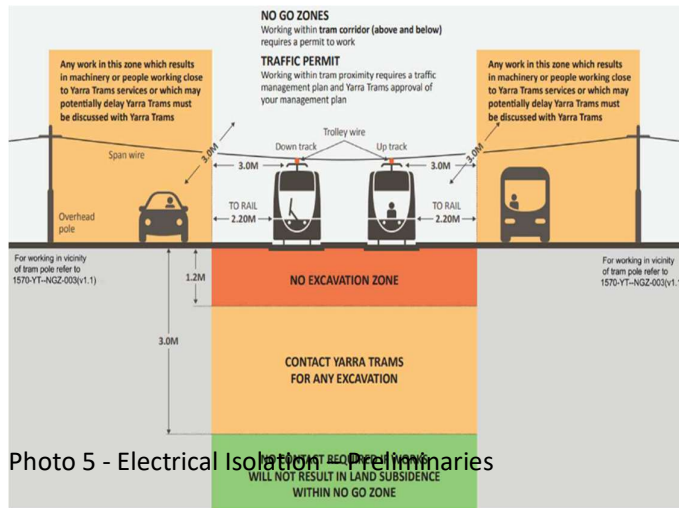 NO GO ZONES
Working within tram corridor (above and below)
requires a permit to work
TRAFFIC PERMIT
Working within tram proximity requires a traffic
management plan and Yarra Trams approval of
your management plan
Any work in this zone which results
in machinery or people working close
to Yarra Trams services or which may
potentially delay Yarra Trams must
be discussed with Yarra Trams
Any work in this zone which results
in machinery or people working close
to Yarra Trams services or which may
potentially delay Yarra Trams must
be discussed with Yarra Trams
Trolley wire
Down track
Up track
Span wire
3.0M
3.0M
3.0M
3.0M
TO RAIL
2.20M
TO RAIL
2.20M
Overhead
pole
For working in vicinity
of tram pole refer to
1570-YT--NGZ-003(v1.1)
For working in vicinity
of tram pole refer to
1570-YT--NGZ-003(v1.1
1.2M
NO EXCAVATION ZONE
3.0M
CONTACT YARRA TRAMS
FOR ANY EXCAVATION
NO CONTACT REQUIRED IF WORKS
WILL NOT RESULT IN LAND SUBSIDENCE
WITHIN NO GO ZONE
Photo 5 - Electrical Isolation – Preliminaries